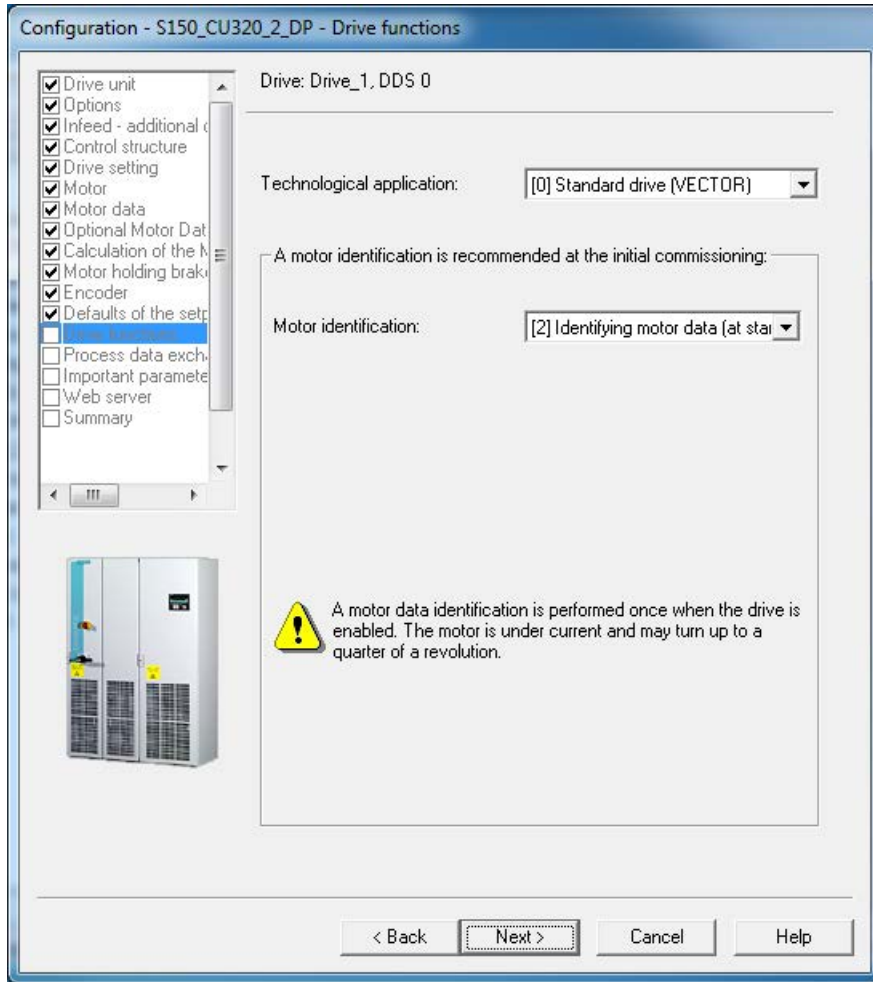 Configuration - S150_CU320_2_DP - Drive functions
Drive unit
Options
Infeed - additional
Control structure
Drive setting
Motor
Motor data
Optional Motor Dat
Calculation of the
Motor holding brak
Encoder
Defaults of the setp
Process data exch
Important paramete
Web server
Summary
Drive: Drive_1, DDS 0
Technological application:
[0] Standard drive (VECTOR)
A motor identification is recommended at the initial commissioning:
Motor identification:
[2] Identifying motor data (at star
A motor data identification is performed once when the drive is
enabled. The motor is under current and may turn up to a
quarter of a revolution.
< Back
Next >
Cancel
Help